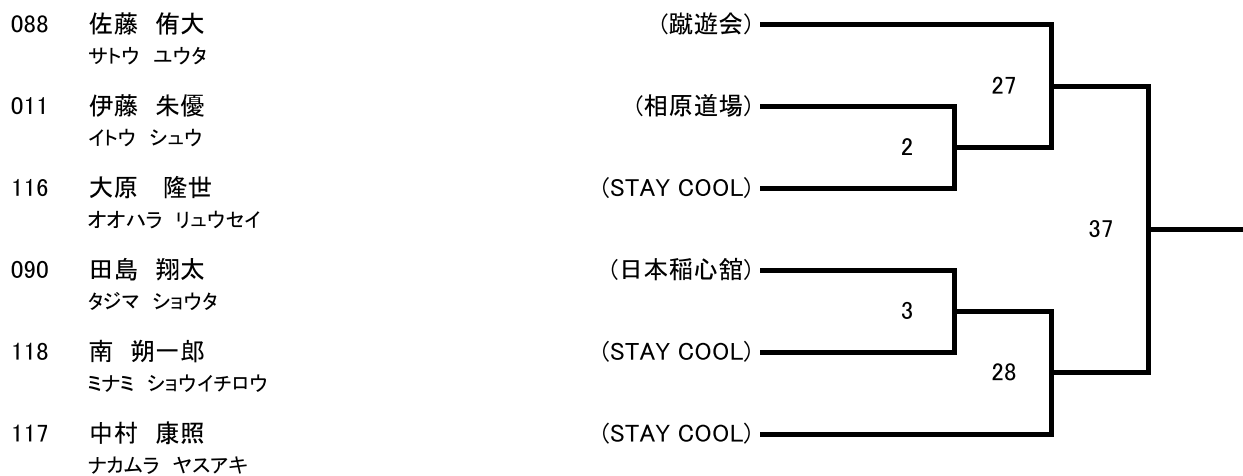 088 佐藤 侑大 (蹴遊会)
サトウ ユウタ
27
011 伊藤 朱優 (相原道場)
イトウ シュウ
2
116 大原 隆世 (STAY COOL)
オオハラ リュウセイ
37
090 田島 翔太 (日本稲心舘)
タジマ ショウタ
3
118 南 朔一郎 (STAY COOL)
ミナミ ショウイチロウ
28
117 中村 康照 (STAY COOL)
ナカムラ ヤスアキ